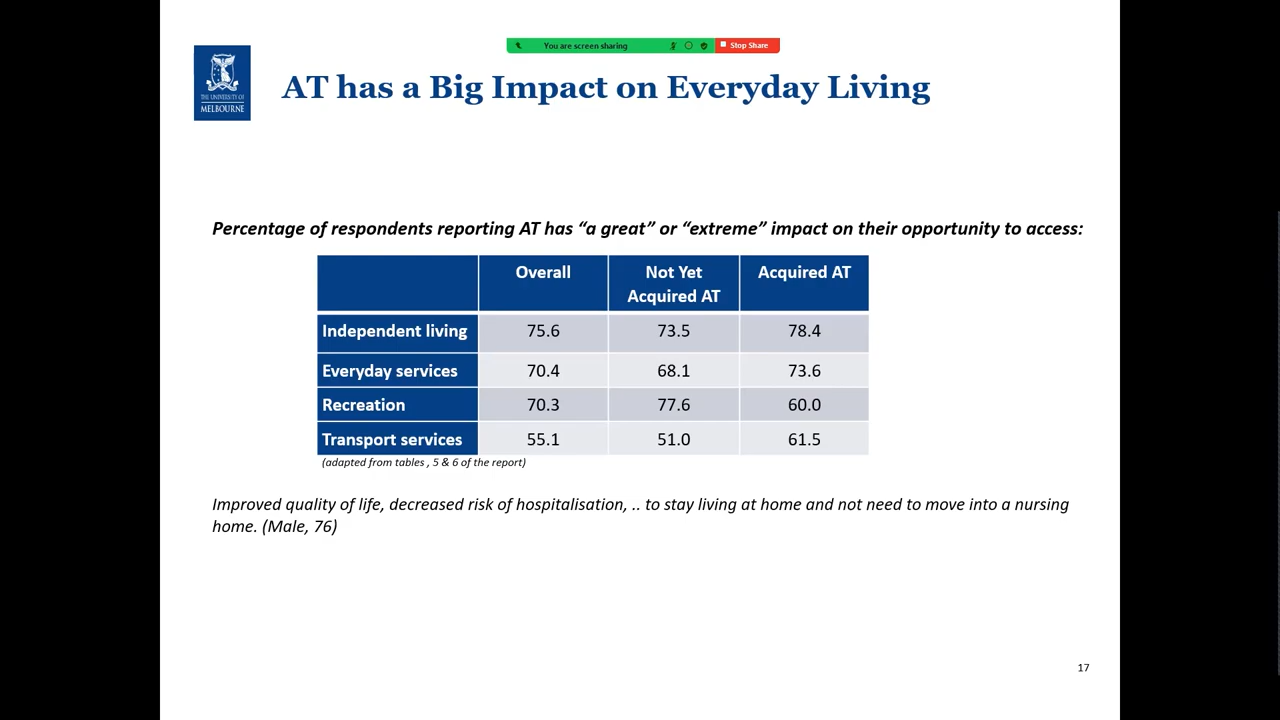 You are screen sharing
Stop Share
THE UNIVERSITY OF
MELBOURNE
AT has a Big Impact on Everyday Living
Percentage of respondents reporting AT has “a great” or “extreme” impact on their opportunity to access:
Overall
Not Yet
Acquired AT
Acquired AT
Independent living 75.6 73.5 78.4
Everyday services 70.4 68.1 73.6
Recreation 70.3 77.6 60.0
Transport services 55.1 51.0 61.5
(adapted from tables , 5 & 6 of the report)
Improved quality of life, decreased risk of hospitalisation, .. to stay living at home and not need to move into a nursing
home. (Male, 76)
17